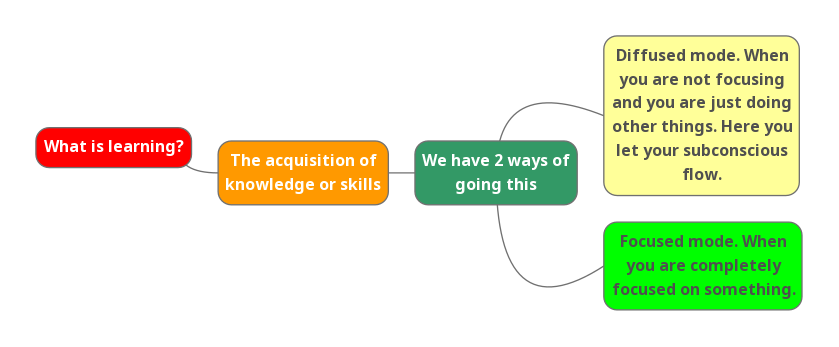 What is learning?
The acquisition of
knowledge or skills
We have 2 ways of
going this
Diffused mode. When
you are not focusing
and you are just doing
other things. Here you
let your subconscious
flow.
Focused mode. When
you are completely
focused on something.